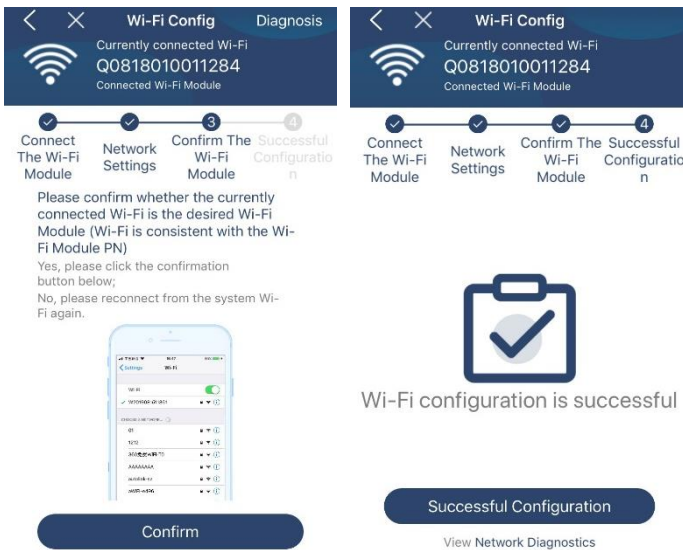 Wi-Fi Config Diagnosis
Currently connected Wi-Fi
Q0818010011284
Connected Wi-Fi Module
3 4
Connect The Wi-Fi Module
Network Settings
Confirm The Wi-Fi Module
Successful Configuratio n
Please confirm whether the currently
connected Wi-Fi is the desired Wi-Fi
Module (Wi-Fi is consistent with the Wi-
Fi Module PN)
Yes, please click the confirmation
button below;
No, please reconnect from the system Wi-
Fi again.
Settings Wi-Fi
Wi-Fi
Confirm
Wi-Fi Config
Currently connected Wi-Fi
Q0818010011284
Connected Wi-Fi Module
4
Connect The Wi-Fi Module
Network Settings
Confirm The Wi-Fi Module
Successful Configuratio n
Wi-Fi configuration is successful
Successful Configuration
View Network Diagnostics